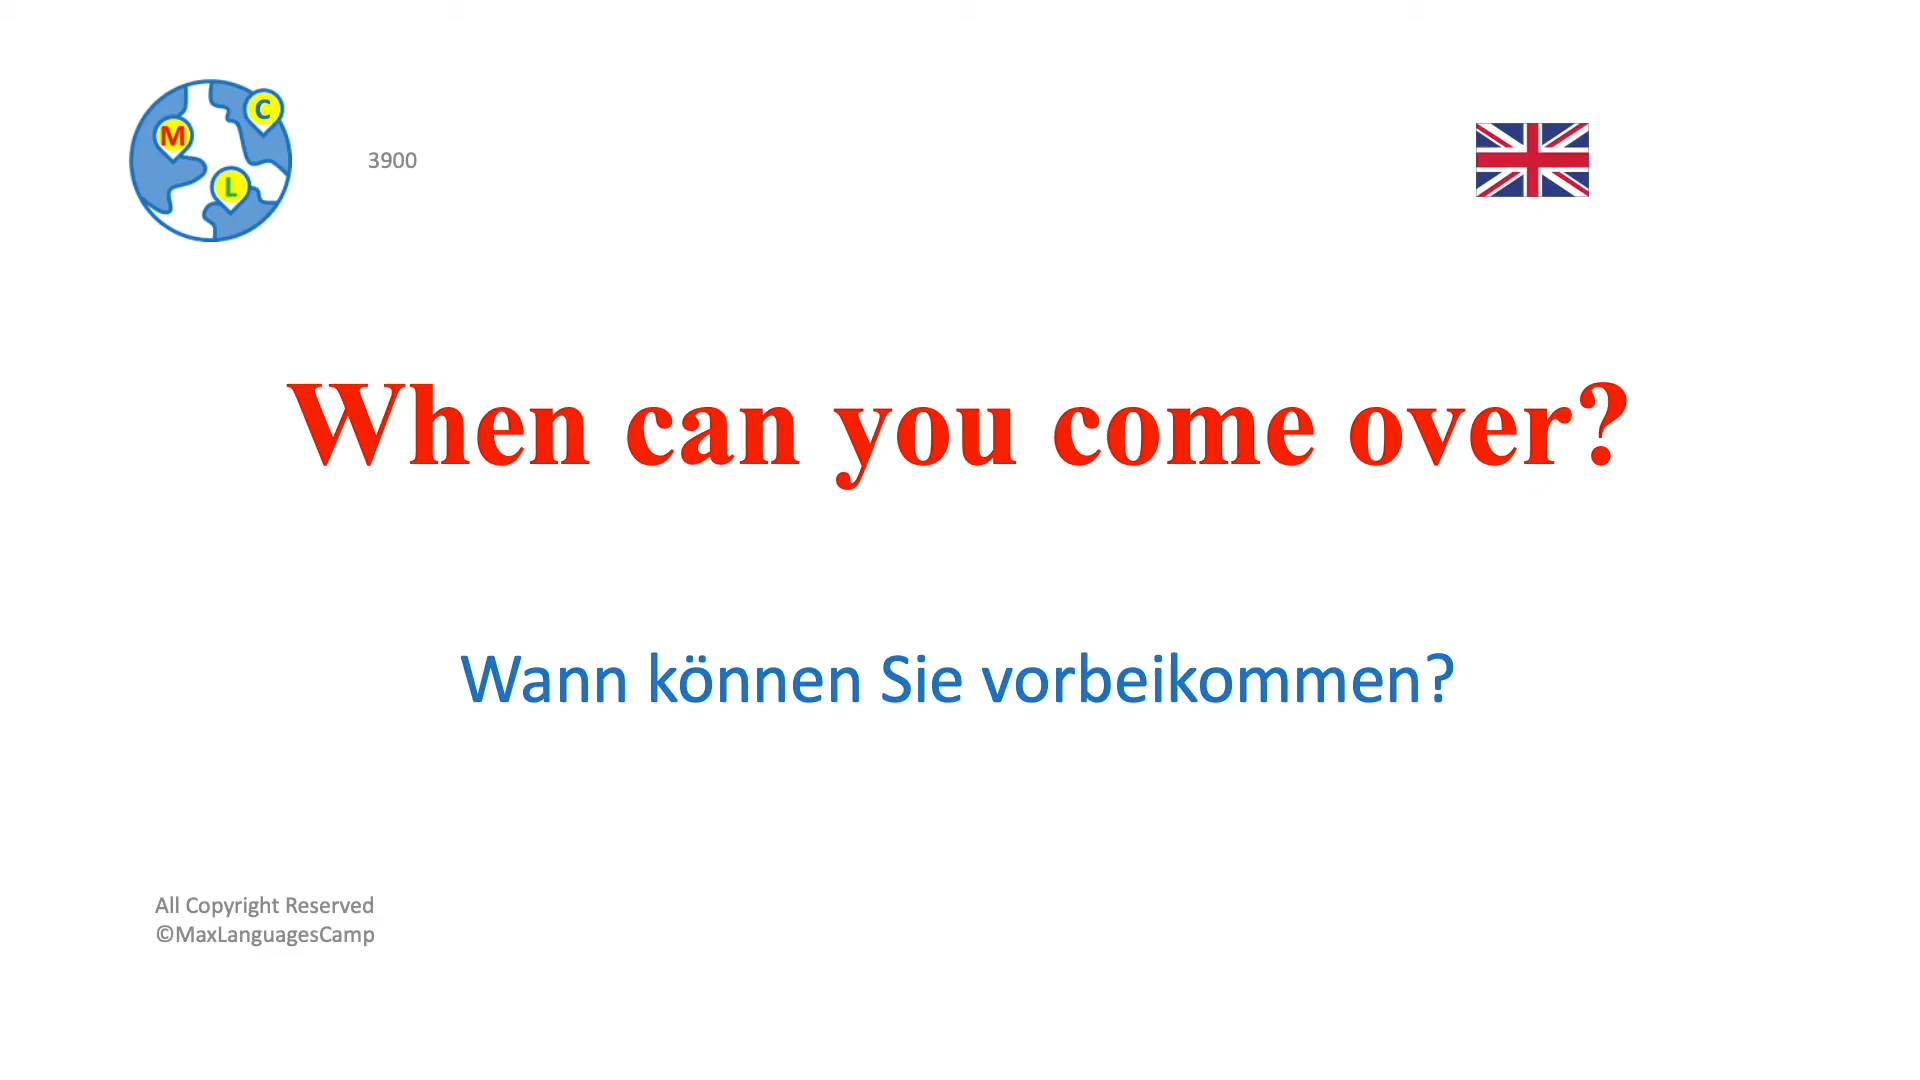 C
M
L
3900
When can you come over?
Wann können Sie vorbeikommen?
All Copyright Reserved
©MaxLanguagesCamp